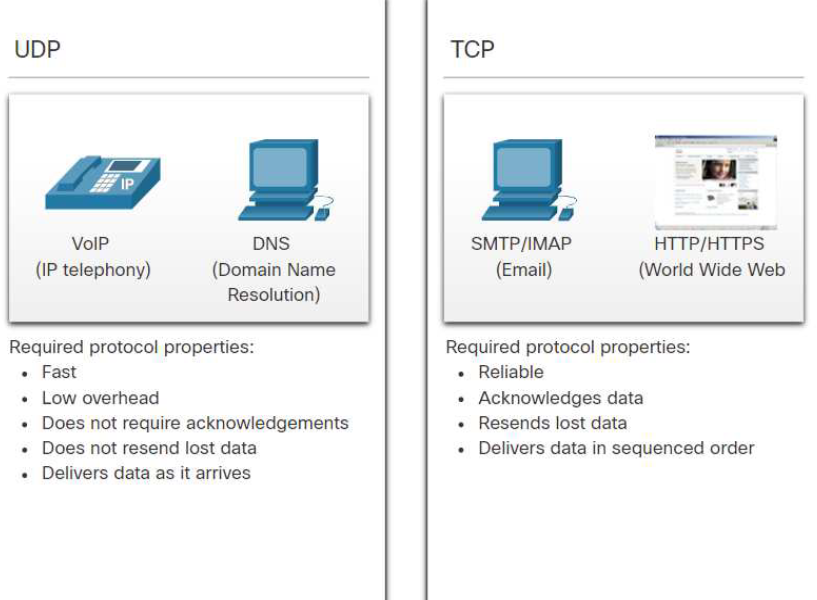 UDP
IP
VoIP
(IP telephony)
DNS
(Domain Name
Resolution)
Required protocol properties:
• Fast
• Low overhead
• Does not require acknowledgements
• Does not resend lost data
• Delivers data as it arrives
TCP
SMTP/IMAP
(Email)
HTTP/HTTPS
(World Wide Web
Required protocol properties:
• Reliable
• Acknowledges data
• Resends lost data
• Delivers data in sequenced order